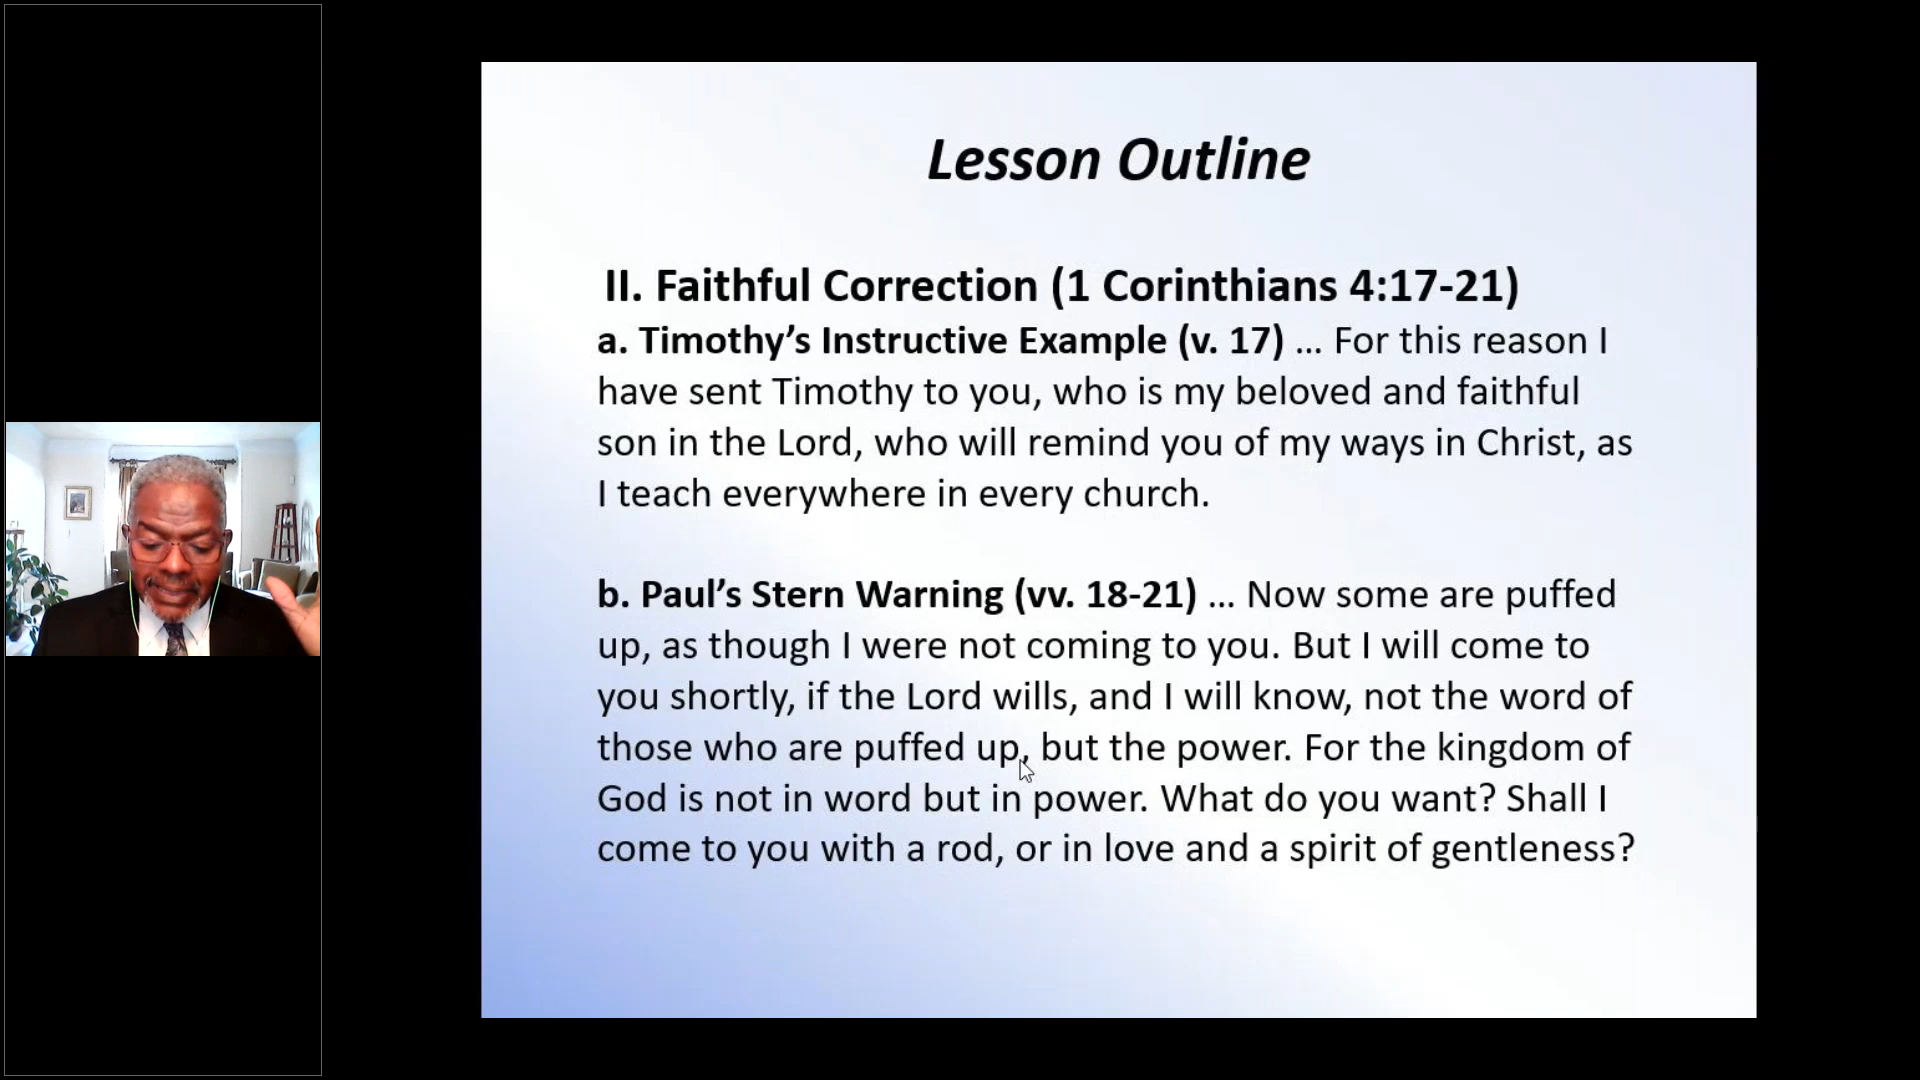 Lesson Outline
II. Faithful Correction (1 Corinthians 4:17-21)
a. Timothy’s Instructive Example (v. 17) ... For this reason I
have sent Timothy to you, who is my beloved and faithful
son in the Lord, who will remind you of my ways in Christ, as
I teach everywhere in every church.
b. Paul’s Stern Warning (vv. 18-21) ... Now some are puffed
up, as though I were not coming to you. But I will come to
you shortly, if the Lord wills, and I will know, not the word of
those who are puffed up, but the power. For the kingdom of
God is not in word but in power. What do you want? Shall I
come to you with a rod, or in love and a spirit of gentleness?